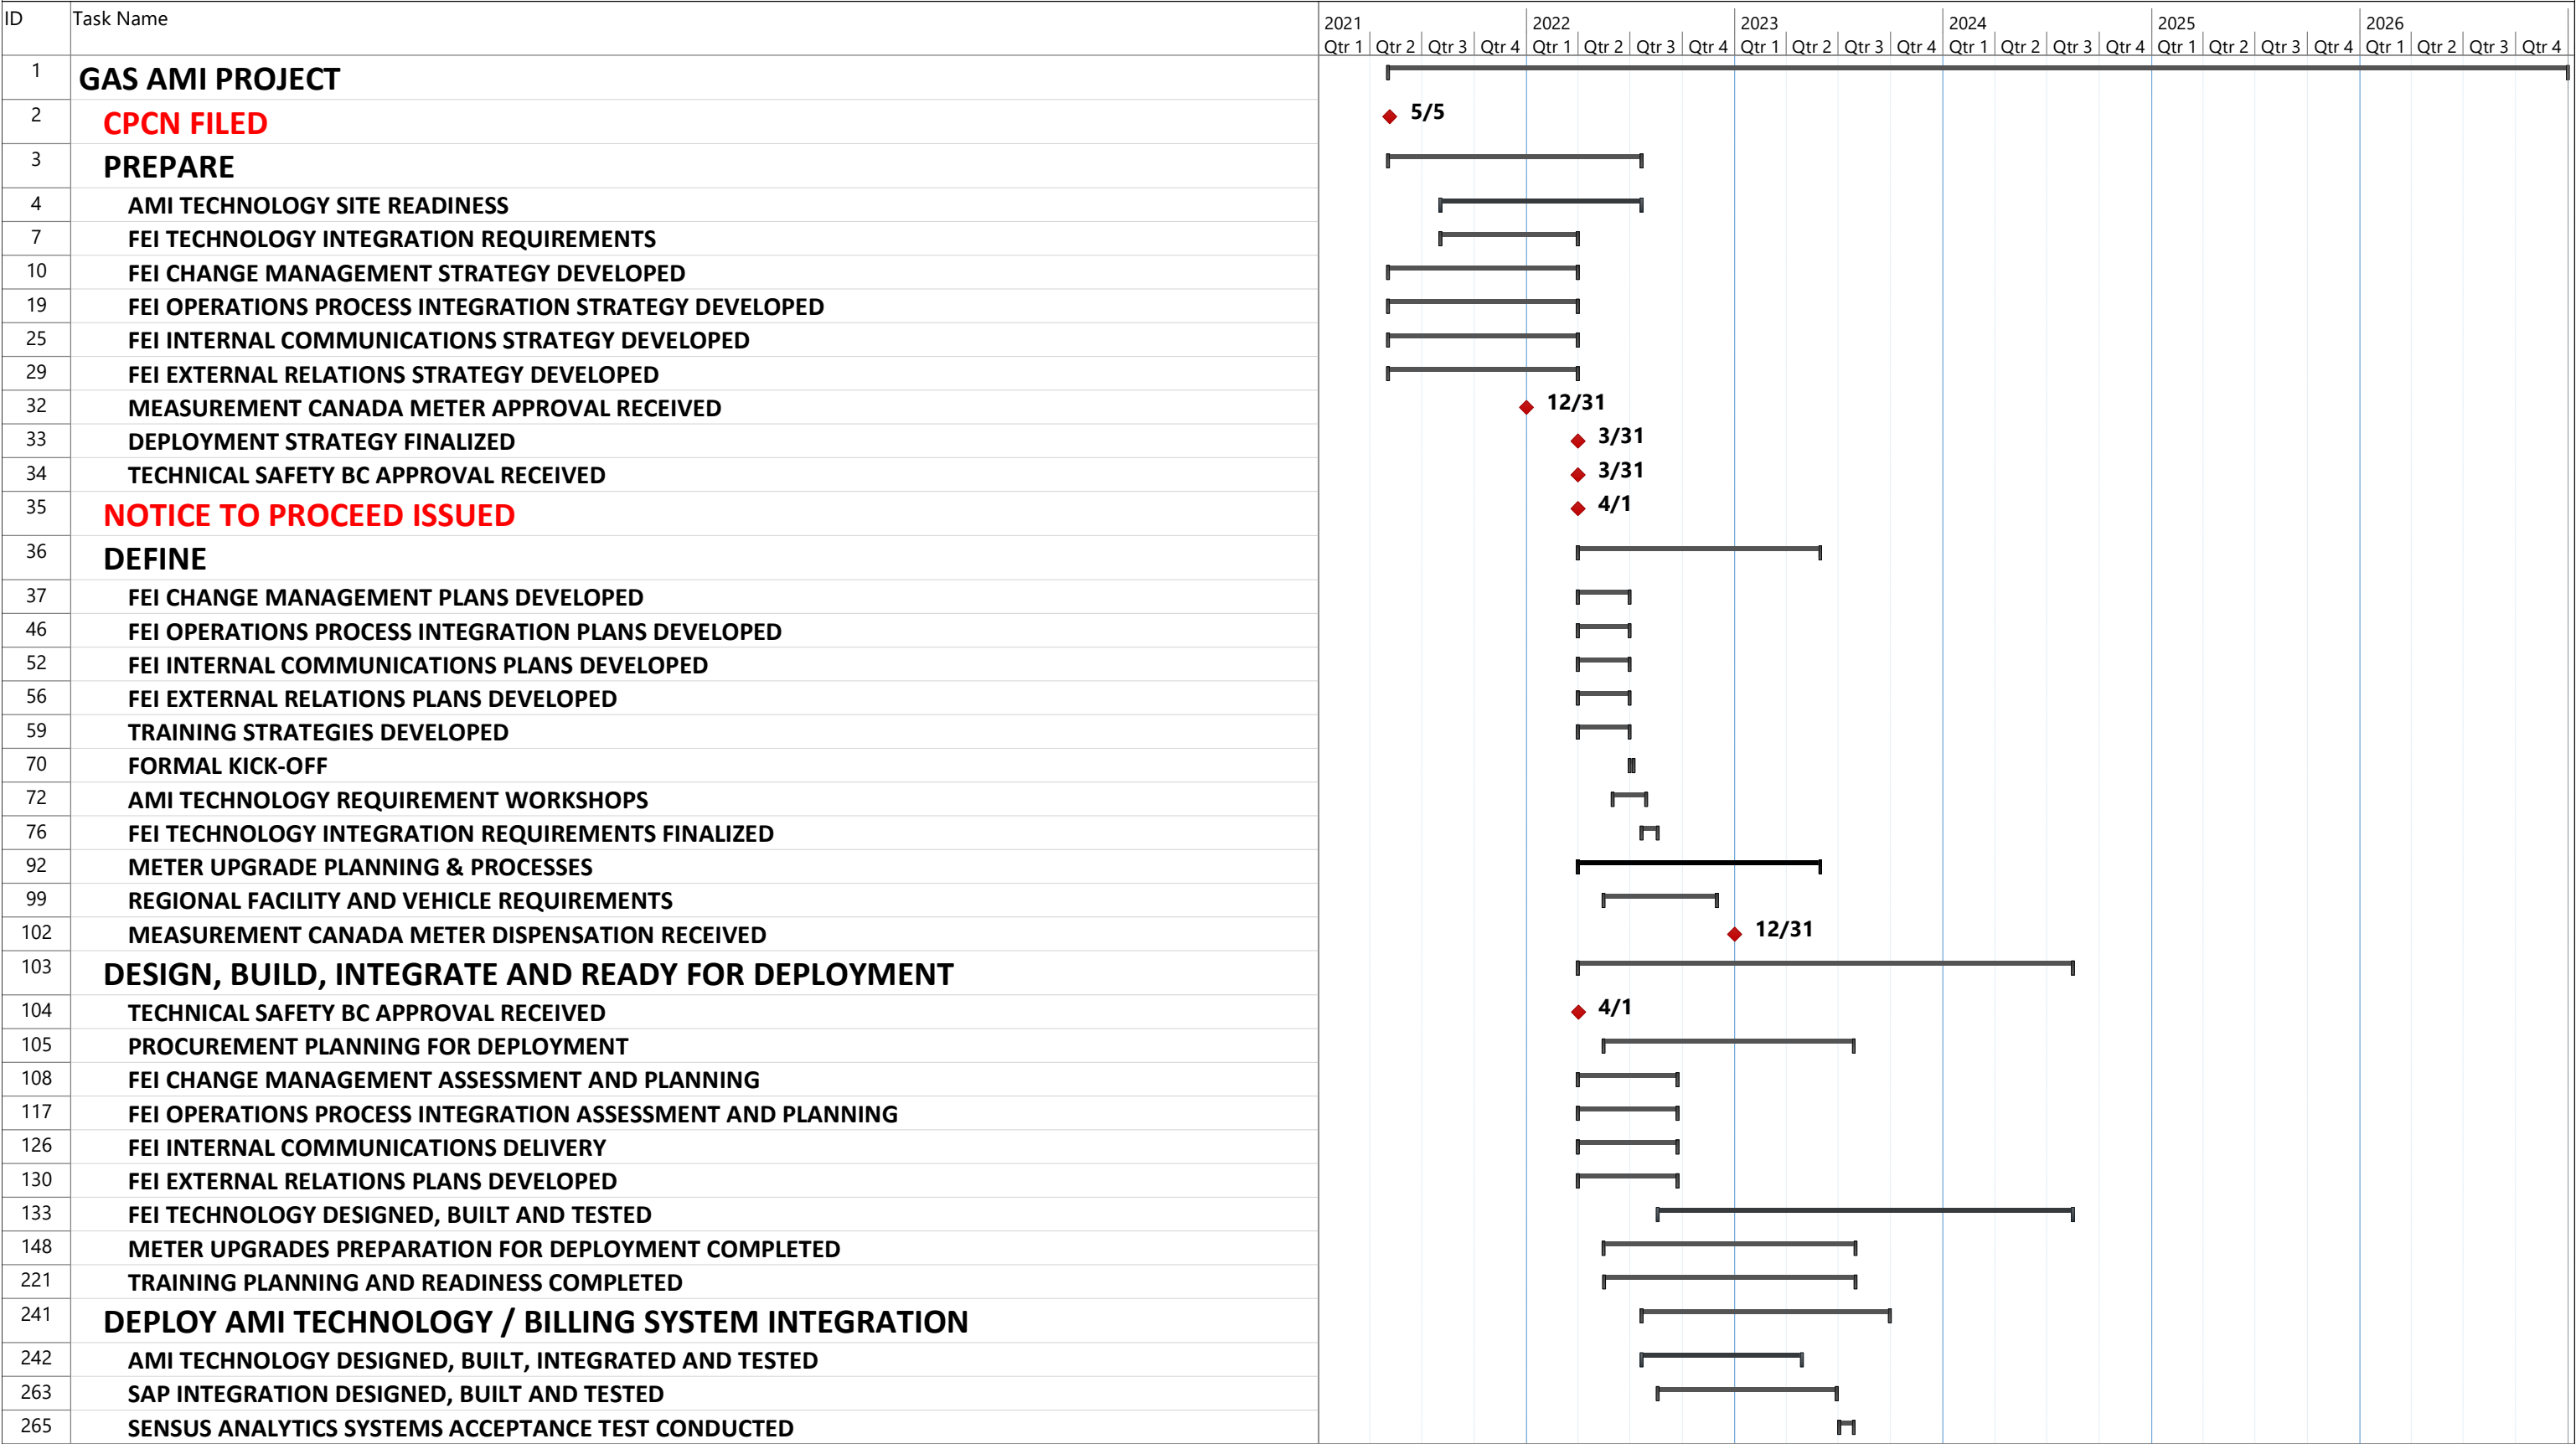 ID Task Name 2021 2022 2023 2024 2025 2026
Qtr 1 Qtr 2 Qtr 3 Qtr 4 Qtr 1 Qtr 2 Qtr 3 Qtr 4 Qtr 1 Qtr 2 Qtr 3 Qtr 4 Qtr 1 Qtr 2 Qtr 3 Qtr 4 Qtr 1 Qtr 2 Qtr 3 Qtr 4 Qtr 1 Qtr 2 Qtr 3 Qtr 4
1 GAS AMI PROJECT
2 CPCN FILED 5/5
3 PREPARE
4 AMI TECHNOLOGY SITE READINESS
7 FEI TECHNOLOGY INTEGRATION REQUIREMENTS
10 FEI CHANGE MANAGEMENT STRATEGY DEVELOPED
19 FEI OPERATIONS PROCESS INTEGRATION STRATEGY DEVELOPED
25 FEI INTERNAL COMMUNICATIONS STRATEGY DEVELOPED
29 FEI EXTERNAL RELATIONS STRATEGY DEVELOPED
32 MEASUREMENT CANADA METER APPROVAL RECEIVED 12/31
33 DEPLOYMENT STRATEGY FINALIZED 3/31
34 TECHNICAL SAFETY BC APPROVAL RECEIVED 3/31
35 NOTICE TO PROCEED ISSUED 4/1
36 DEFINE
37 FEI CHANGE MANAGEMENT PLANS DEVELOPED
46 FEI OPERATIONS PROCESS INTEGRATION PLANS DEVELOPED
52 FEI INTERNAL COMMUNICATIONS PLANS DEVELOPED
56 FEI EXTERNAL RELATIONS PLANS DEVELOPED
59 TRAINING STRATEGIES DEVELOPED
70 FORMAL KICK-OFF
72 AMI TECHNOLOGY REQUIREMENT WORKSHOPS
76 FEI TECHNOLOGY INTEGRATION REQUIREMENTS FINALIZED
92 METER UPGRADE PLANNING & PROCESSES
99 REGIONAL FACILITY AND VEHICLE REQUIREMENTS
102 MEASUREMENT CANADA METER DISPENSATION RECEIVED 12/31
103 DESIGN, BUILD, INTEGRATE AND READY FOR DEPLOYMENT
104 TECHNICAL SAFETY BC APPROVAL RECEIVED 4/1
105 PROCUREMENT PLANNING FOR DEPLOYMENT
108 FEI CHANGE MANAGEMENT ASSESSMENT AND PLANNING
117 FEI OPERATIONS PROCESS INTEGRATION ASSESSMENT AND PLANNING
126 FEI INTERNAL COMMUNICATIONS DELIVERY
130 FEI EXTERNAL RELATIONS PLANS DEVELOPED
133 FEI TECHNOLOGY DESIGNED, BUILT AND TESTED
148 METER UPGRADES PREPARATION FOR DEPLOYMENT COMPLETED
221 TRAINING PLANNING AND READINESS COMPLETED
241 DEPLOY AMI TECHNOLOGY / BILLING SYSTEM INTEGRATION
242 AMI TECHNOLOGY DESIGNED, BUILT, INTEGRATED AND TESTED
263 SAP INTEGRATION DESIGNED, BUILT AND TESTED
265 SENSUS ANALYTICS SYSTEMS ACCEPTANCE TEST CONDUCTED